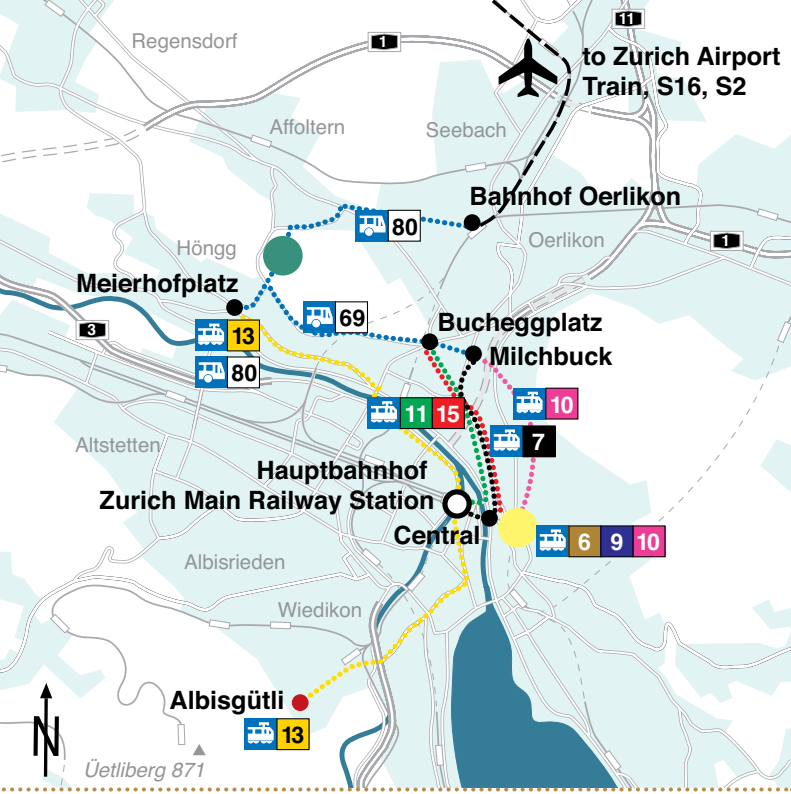 11
Regensdorf
1
to Zurich Airport
Train, S16, S2
Affoltern
Seebach
Bahnhof Oerlikon
80
Oerlikon
1
Höngg
Meierhofplatz
69
3
13
Bucheggplatz
Milchbuck
80
10
11 15
7
Altstetten
Hauptbahnhof
Zurich Main Railway Station
Central
6 9 10
Albisrieden
Wiedikon
Albisgütli
13
N
Üetliberg 871